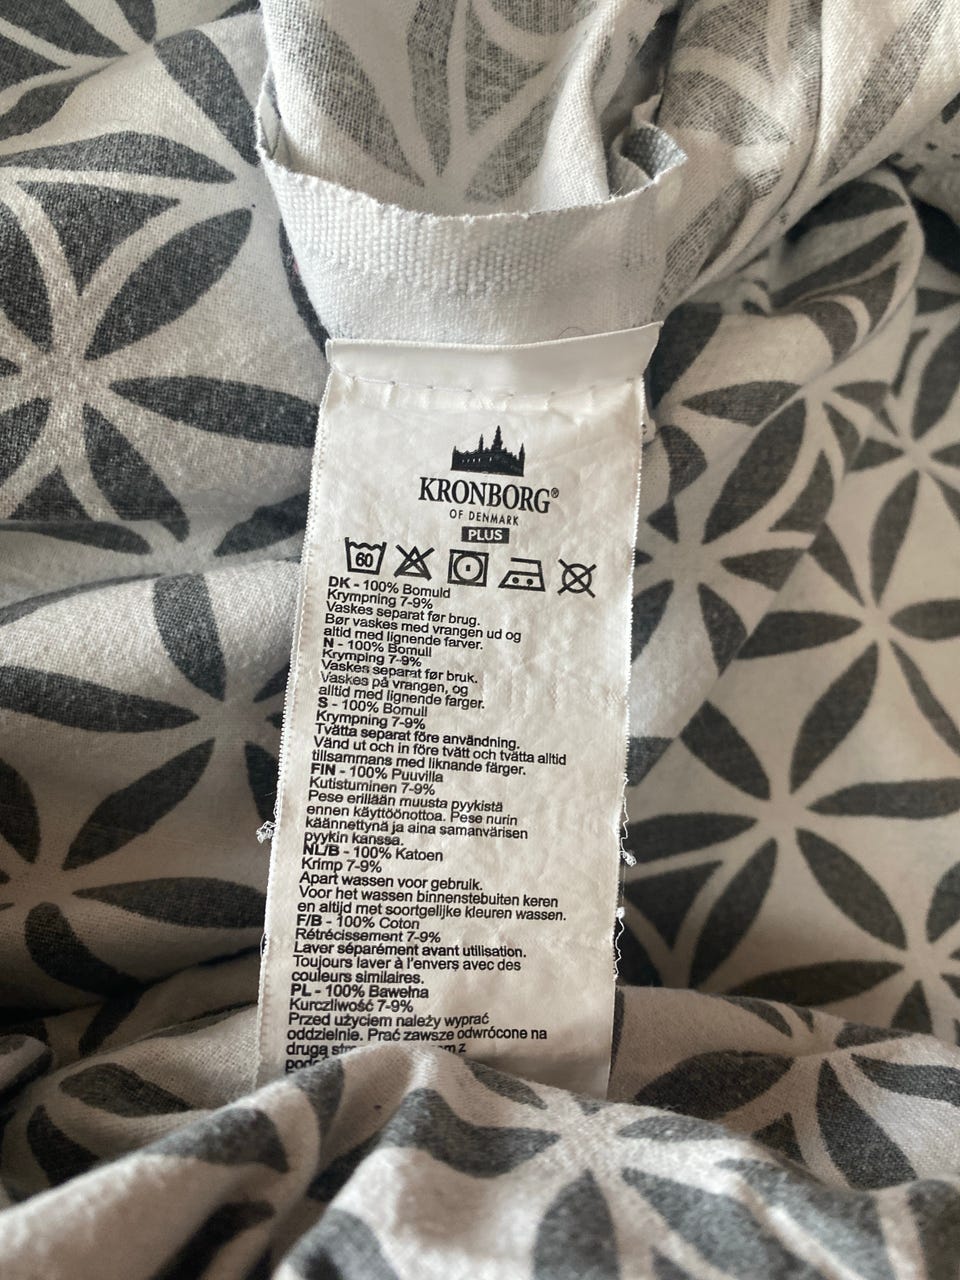 KRONBORG®
OF DENMARK
PLUS
60
DK - 100% Bomuld
Krympning 7-9%
Vaskes separat før brug.
Bør vaskes med vrangen ud og
altid med lignende farver.
N - 100% Bomull
Krymping 7-9%
Vaskes separat før bruk.
Vaskes på vrangen, og
alltid med lignende farger.
S - 100% Bomull
Krympning 7-9%
Tvätta separat före användning.
Vänd ut och in före tvätt och tvätta alltid
tillsammans med liknande färger.
FIN - 100% Puuvilla
Kutistuminen 7-9%
Pese erillään muusta pyykistä
ennen käyttöönottoa. Pese nurin
käännettynä ja aina samanvärisen
pyykin kanssa.
NL/B - 100% Katoen
Krimp 7-9%
Apart wassen voor gebruik.
Voor het wassen binnenstebuiten keren
en altijd met soortgelijke kleuren wassen.
F/B - 100% Coton
Rétrécissement 7-9%
Laver séparément avant utilisation.
Toujours laver à l'envers avec des
couleurs similaires.
PL - 100% Bawełna
Kurczliwość 7-9%
Przed użyciem należy wyprać
oddzielnie. Prać zawsze odwrócone na
drugą z